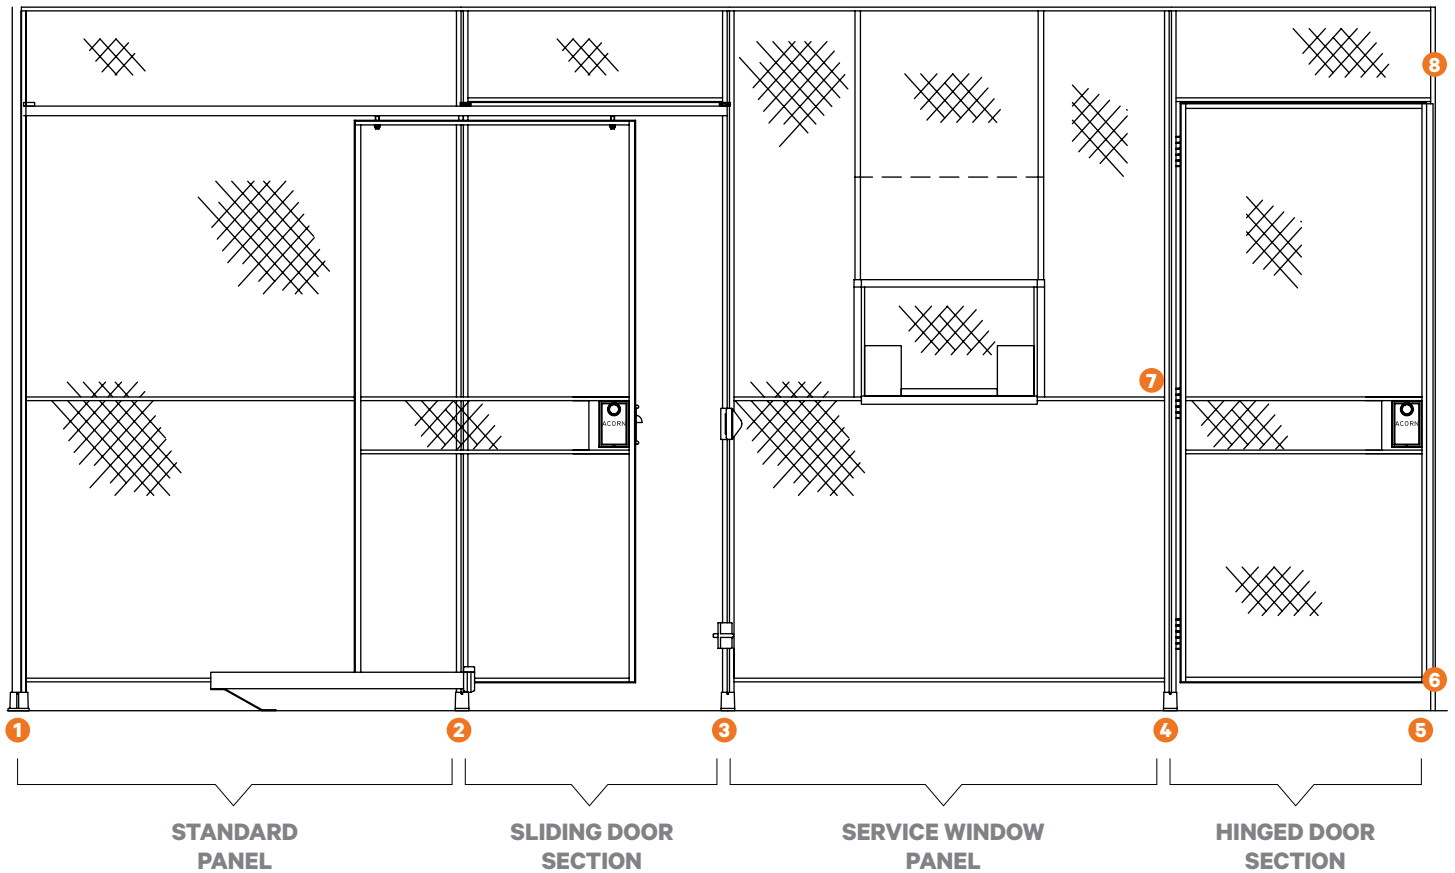 8
7
ACORN
ACORN
6
1
2
3
4
5
STANDARD
PANEL
SLIDING DOOR
SECTION
SERVICE WINDOW
PANEL
HINGED DOOR
SECTION